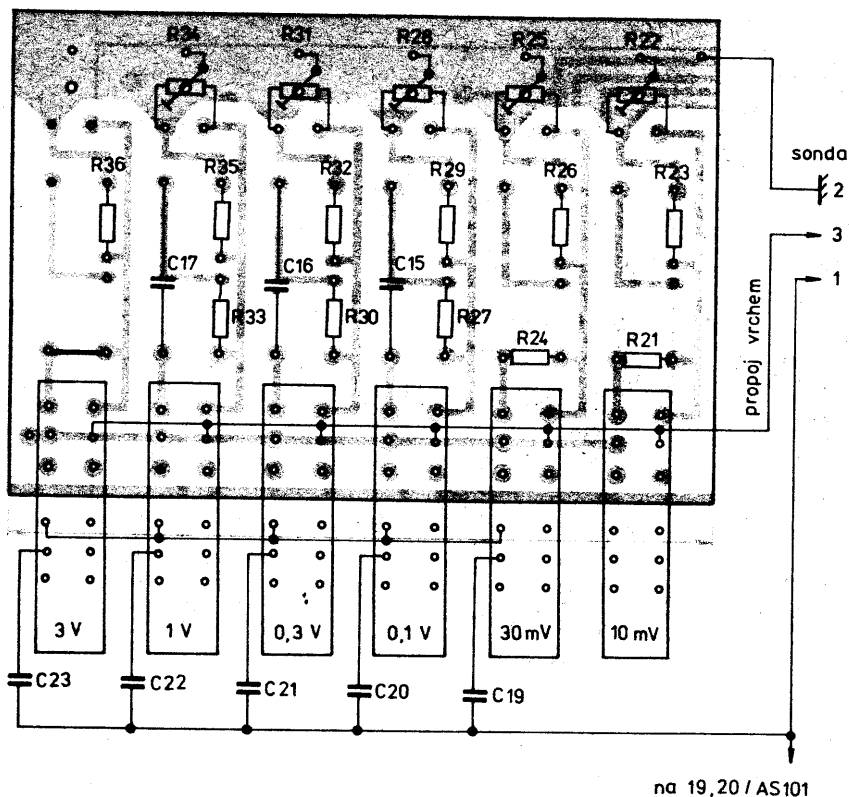 R34 R31 R28 R25 R22
R36 R35 R32 R29 R26 R23
sonda
2
3
1
C17 C16 C15
R33 R30 R27
R24 R21
propoj vrchem
3 V 1 V 0,3 V 0,1 V 30 mV 10 mV
C23 C22 C21 C20 C19
na 19,20 / AS101